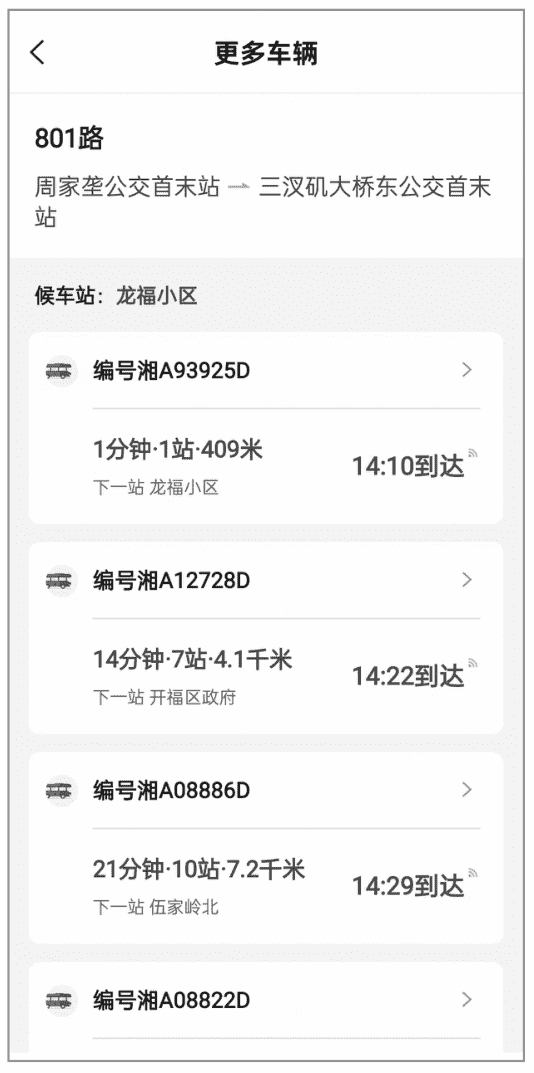 更多车辆
801路
周家垄公交首末站 ⇀ 三汊矶大桥东公交首末
站
候车站：龙福小区
编号湘A93925D
1分钟·1站·409米
14:10到达
下一站 龙福小区
编号湘A12728D
14分钟·7站·4.1千米
14:22到达
下一站 开福区政府
编号湘A08886D
21分钟·10站·7.2千米
14:29到达
下一站 伍家岭北
编号湘A08822D